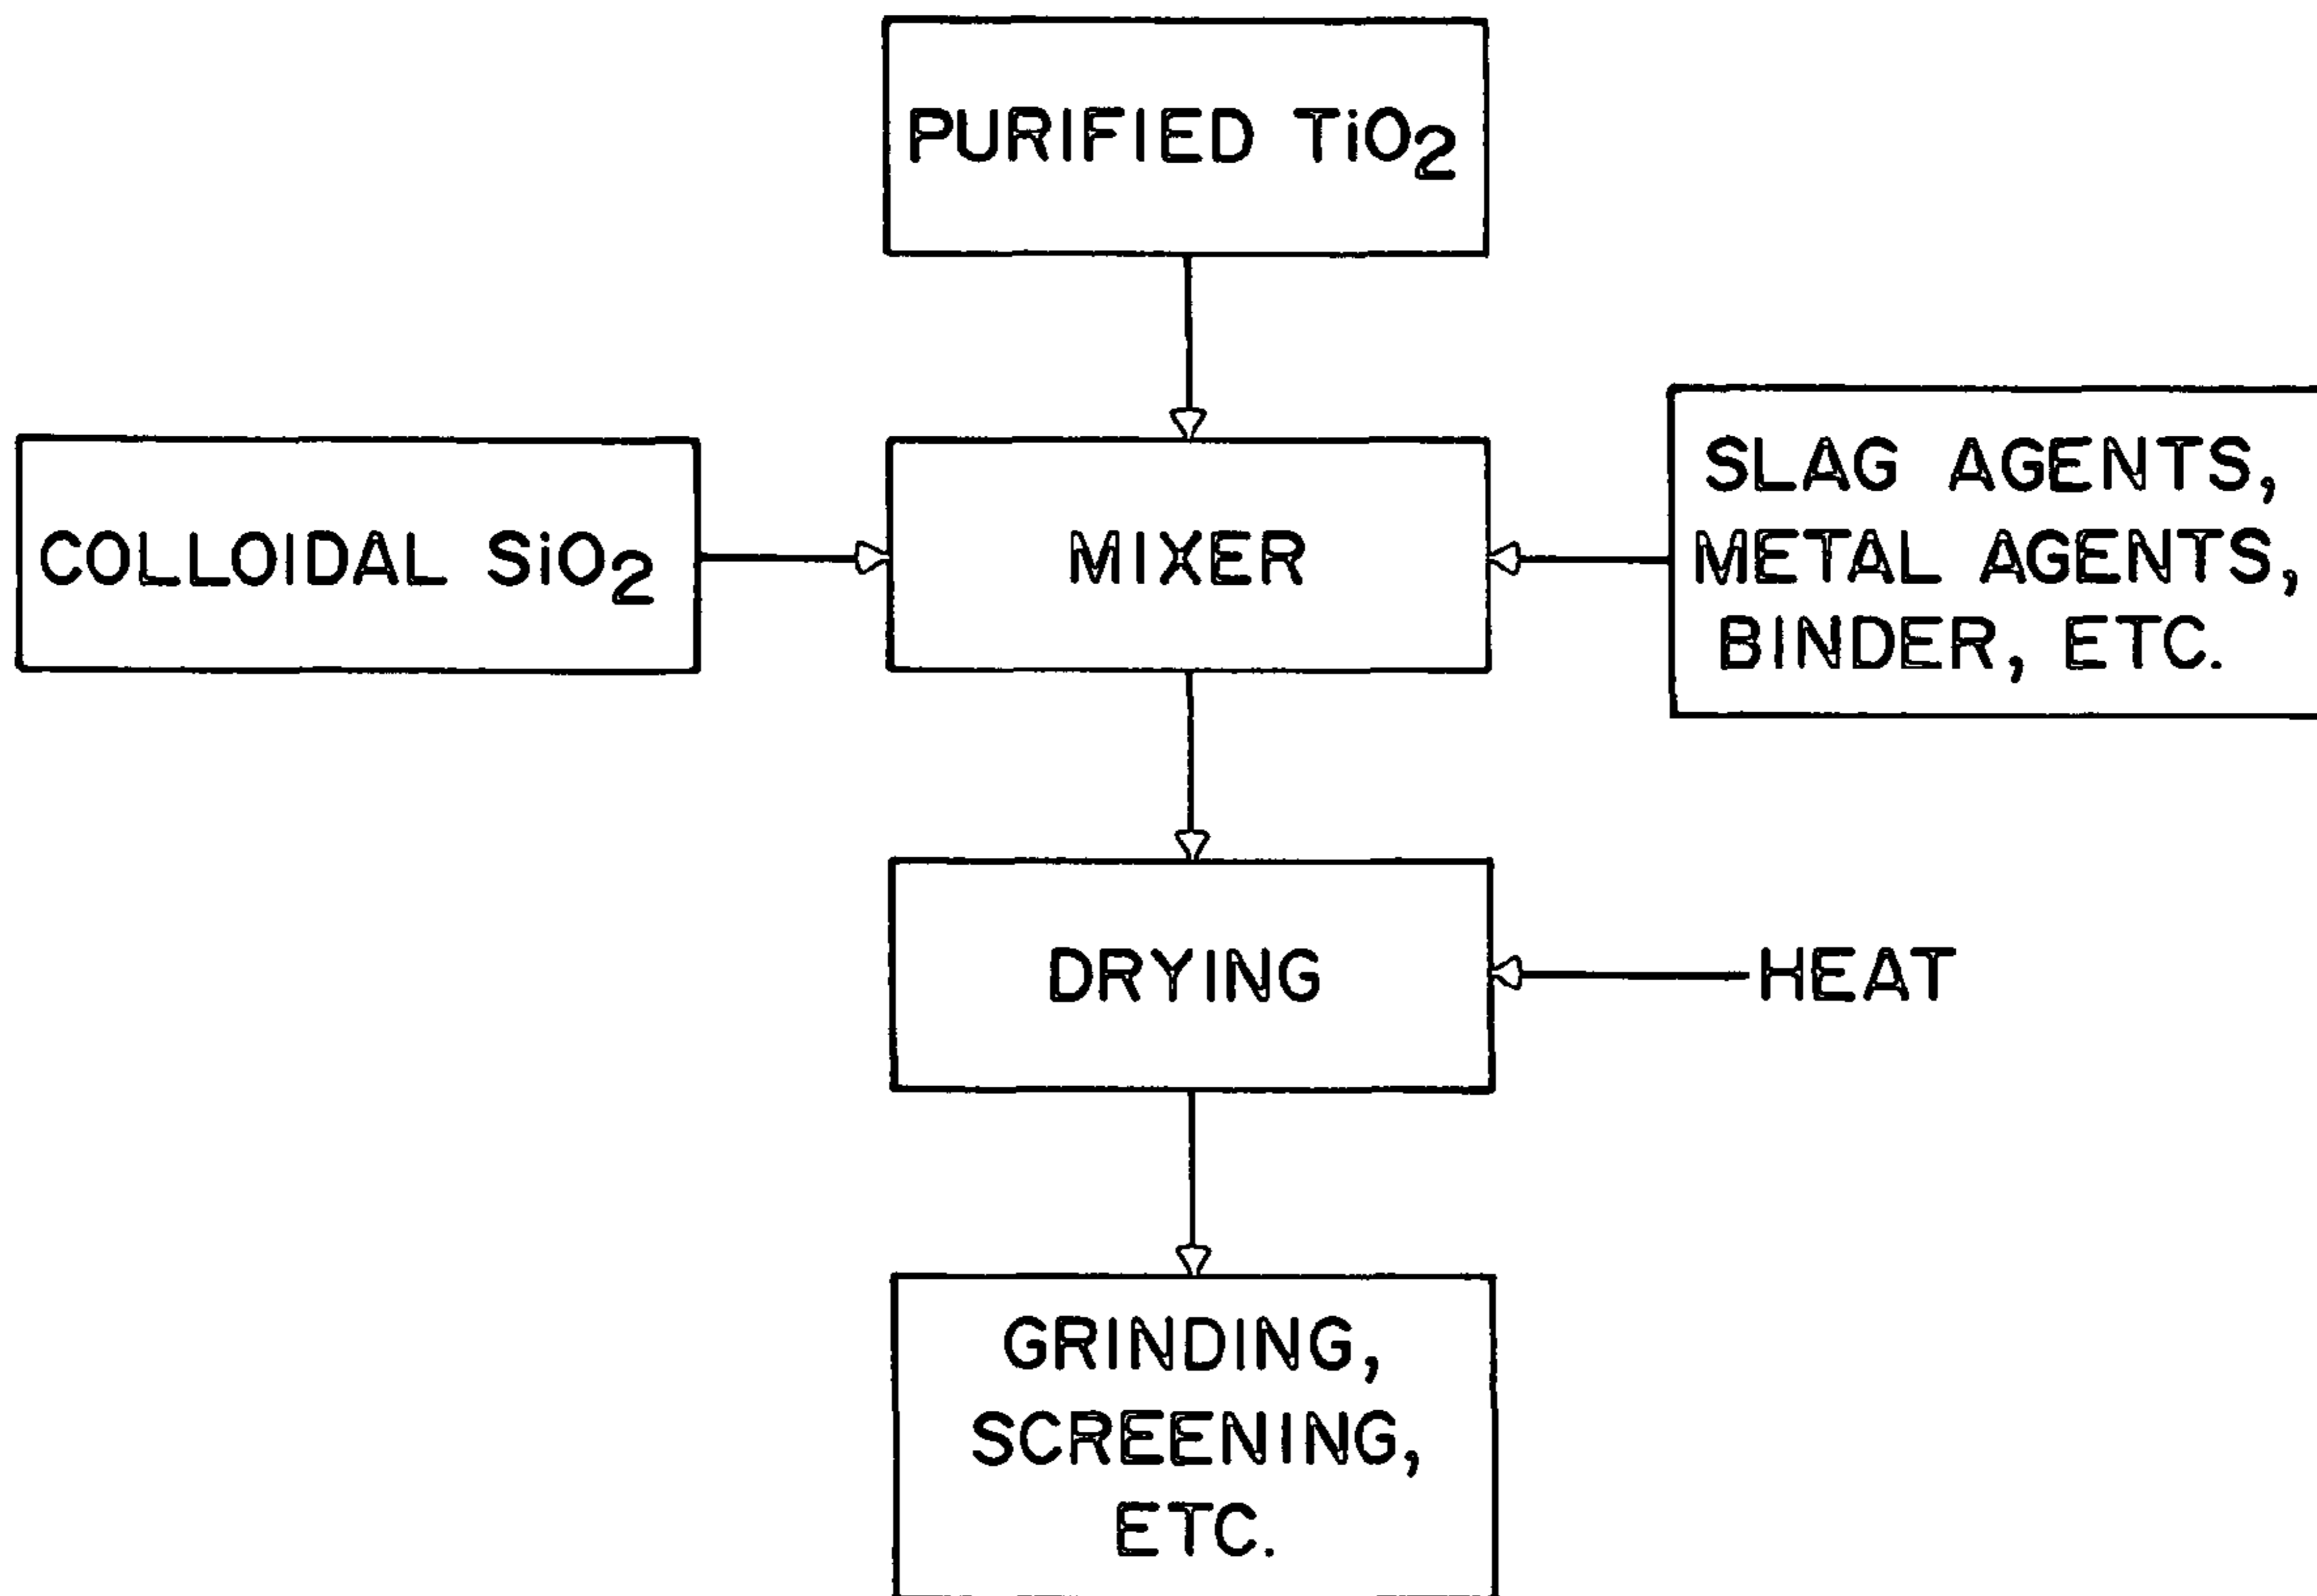 PURIFIED TiO2
COLLOIDAL SiO2
MIXER
SLAG AGENTS,
METAL AGENTS,
BINDER, ETC.
DRYING
HEAT
GRINDING,
SCREENING,
ETC.